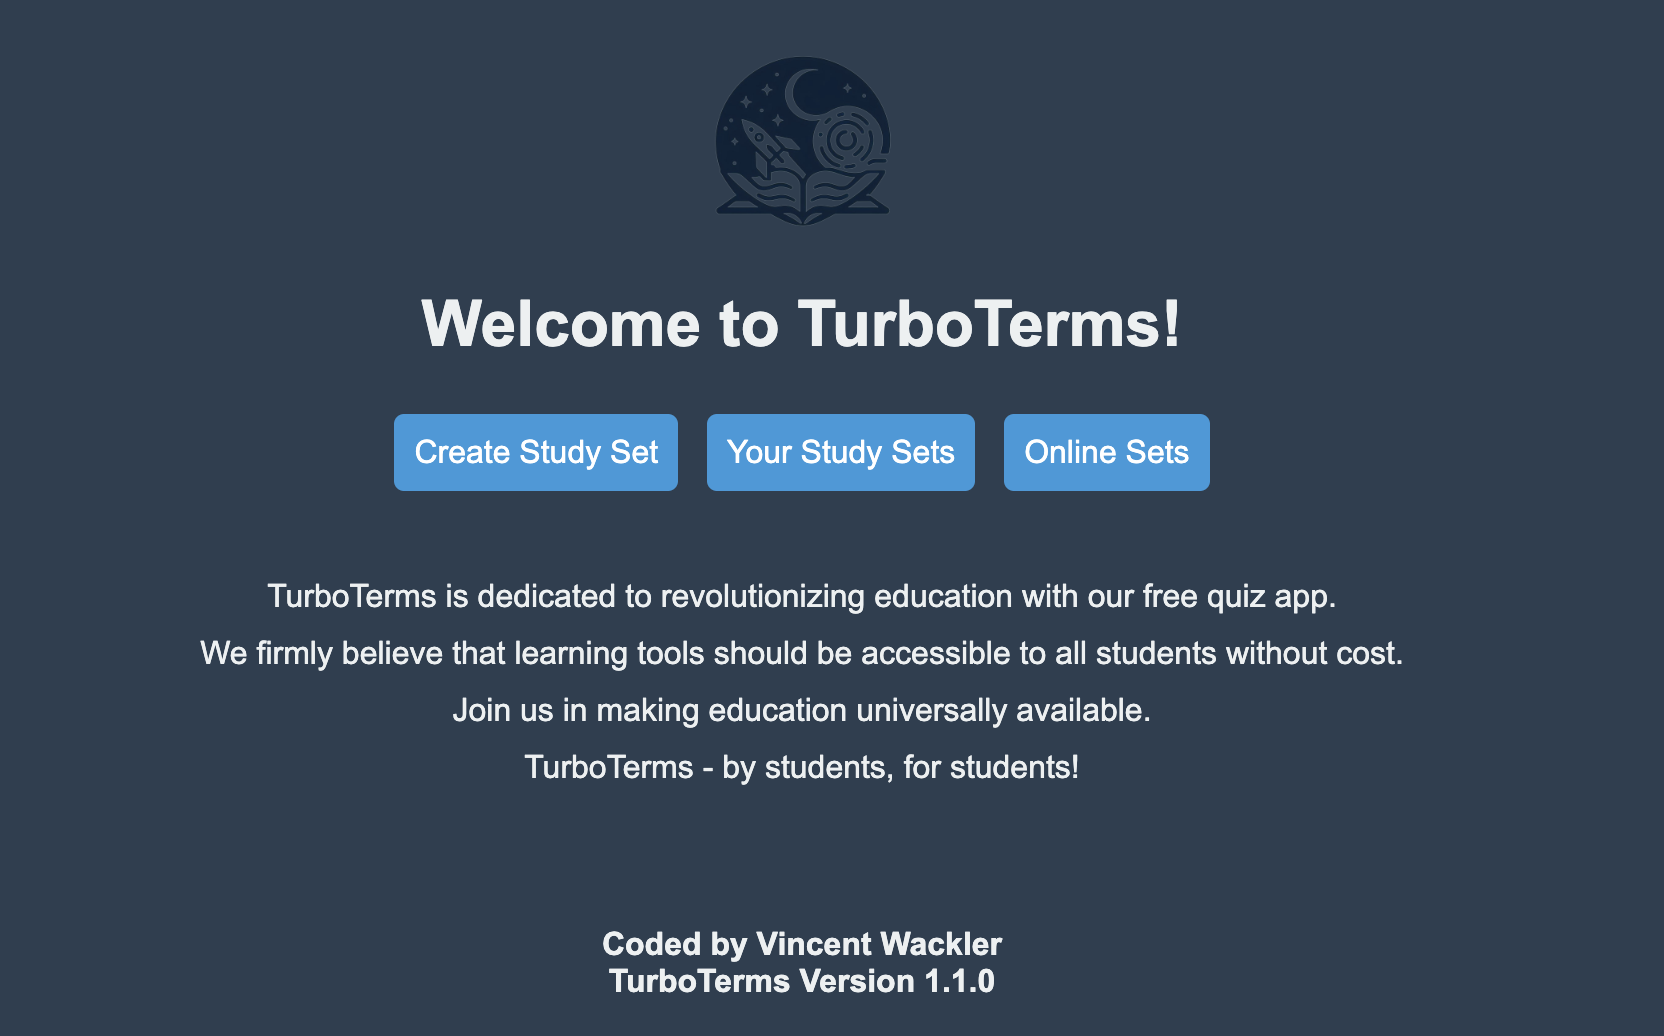 Welcome to TurboTerms!
Create Study Set
Your Study Sets
Online Sets
TurboTerms is dedicated to revolutionizing education with our free quiz app.
We firmly believe that learning tools should be accessible to all students without cost.
Join us in making education universally available.
TurboTerms - by students, for students!
Coded by Vincent Wackler
TurboTerms Version 1.1.0